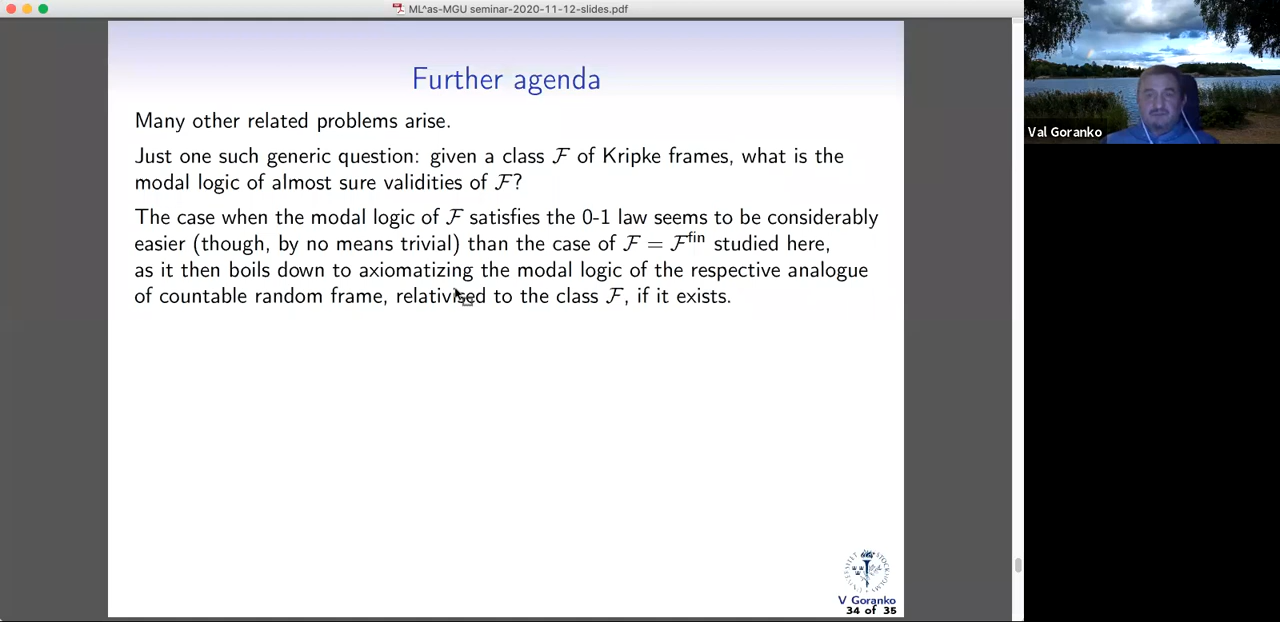 ML^as-MGU seminar-2020-11-12-slides.pdf
Further agenda
Many other related problems arise.
Just one such generic question: given a class ℱ of Kripke frames, what is the
modal logic of almost sure validities of ℱ?
The case when the modal logic of ℱ satisfies the 0-1 law seems to be considerably
easier (though, by no means trivial) than the case of ℱ = ℱ^fin studied here,
as it then boils down to axiomatizing the modal logic of the respective analogue
of countable random frame, relativised to the class ℱ, if it exists.
V Goranko
34 of 35
Val Goranko